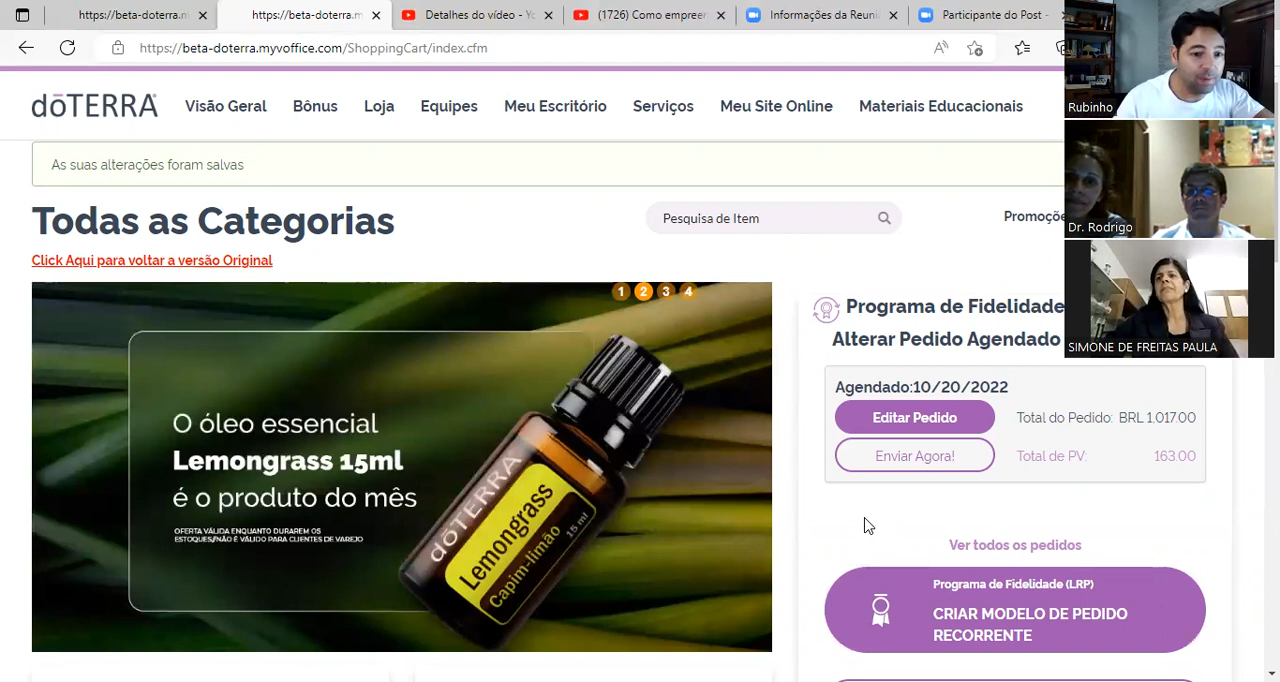 https://beta-doterra.m
https://beta-doterra.m
Detalhes do vídeo - Yo
(1726) Como empreer
Informações da Reuni
Participante do Post -
https://beta-doterra.myvoffice.com/ShoppingCart/index.cfm
dōTERRA
Visão Geral
Bônus
Loja
Equipes
Meu Escritório
Serviços
Meu Site Online
Materiais Educacionais
As suas alterações foram salvas
Todas as Categorias
Pesquisa de Item
Promoçõe
Click Aqui para voltar a versão Original
1 2 3 4
O óleo essencial
Lemongrass 15ml
é o produto do mês
OFERTA VÁLIDA ENQUANTO DURAREM OS
ESTOQUES/NÃO É VÁLIDO PARA CLIENTES DE VAREJO
dōTERRA
Lemongrass
Capim-limão
15 ml
Programa de Fidelidade
Alterar Pedido Agendado
Agendado:10/20/2022
Editar Pedido
Total do Pedido: BRL 1,017.00
Enviar Agora!
Total de PV: 163.00
Ver todos os pedidos
Programa de Fidelidade (LRP)
CRIAR MODELO DE PEDIDO
RECORRENTE
Rubinho
Dr. Rodrigo
SIMONE DE FREITAS PAULA